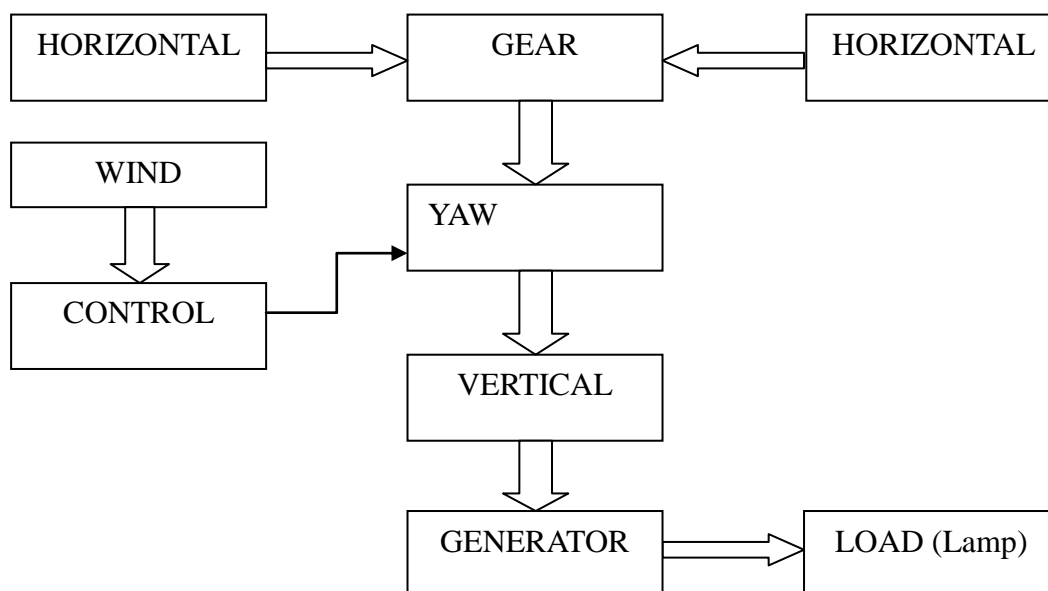 HORIZONTAL
GEAR
HORIZONTAL
WIND
YAW
CONTROL
VERTICAL
GENERATOR
LOAD (Lamp)